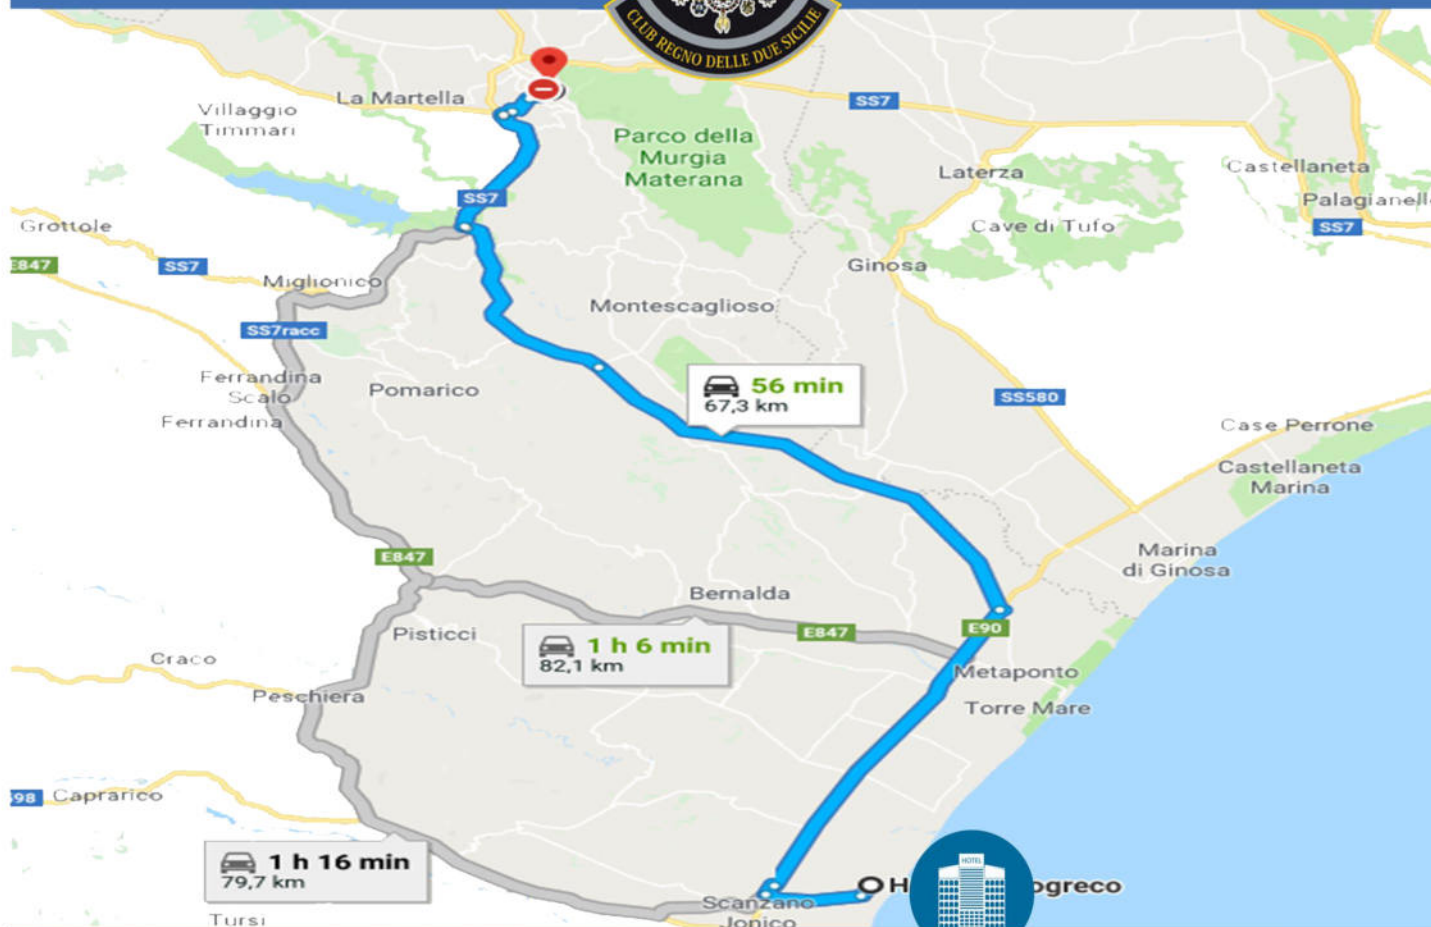 CLUB REGNO DELLE DUE SICILIE
La Martella
Villaggio
Timmari
SS7
Parco della
Murgia
Materana
Laterza
Castellaneta
Palagianell
SS7
SS7
Grottole
E847
SS7
Miglionico
Cave di Tufo
Ginosa
Montescaglioso
SS7racc
Ferrandina
Scalo
Ferrandina
Pomarico
56 min
67,3 km
SS580
Case Perrone
Castellaneta
Marina
E847
Marina
di Ginosa
Bernalda
Pisticci
1 h 6 min
82,1 km
E847
E90
Craco
Peschiera
Metaponto
Torre Mare
98
Caprarico
1 h 16 min
79,7 km
Tursi
Scanzano
Jonico
HOTEL
H
ogreco